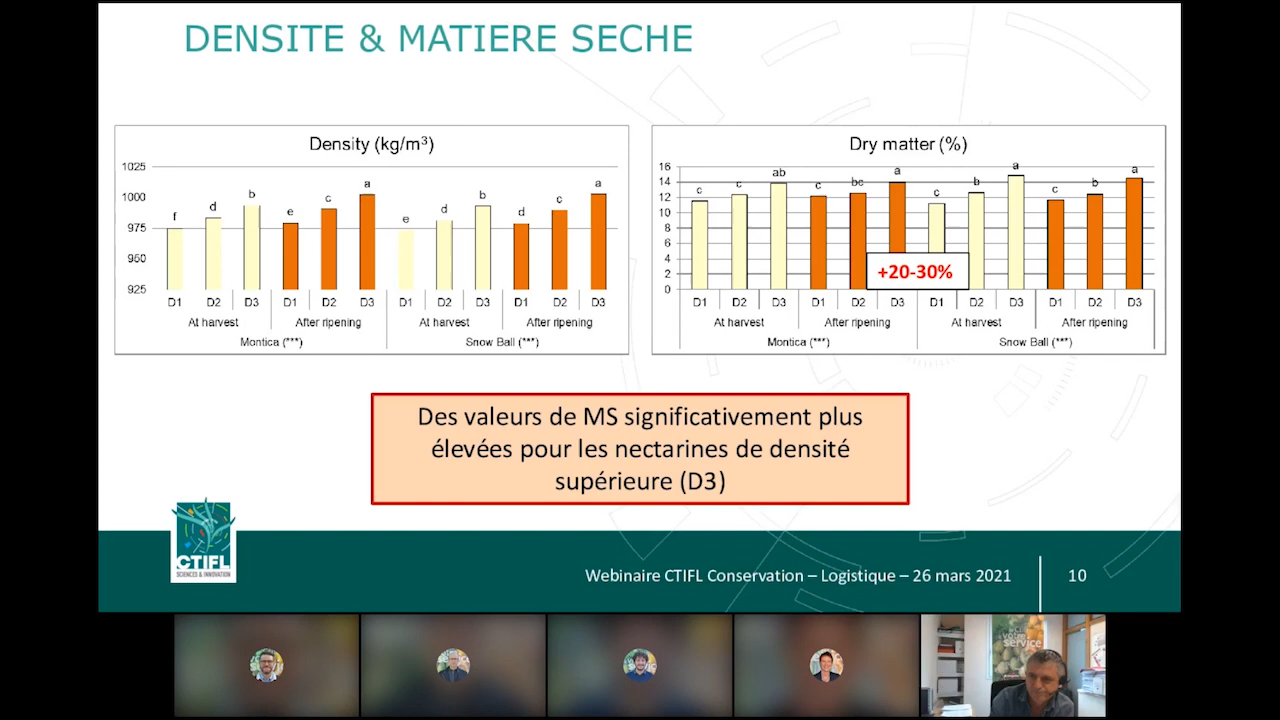 DENSITE & MATIERE SECHE
Density (kg/m³)
1025
1000
975
950
925
f d b e c a e d b d c a
D1 D2 D3 D1 D2 D3 D1 D2 D3 D1 D2 D3
At harvest After ripening At harvest After ripening
Montica (***) Snow Ball (***)
Dry matter (%)
16
14
12
10
8
6
4
2
0
c c ab c bc a c b a c b a
+20-30%
D1 D2 D3 D1 D2 D3 D1 D2 D3 D1 D2 D3
At harvest After ripening At harvest After ripening
Montica (***) Snow Ball (***)
Des valeurs de MS significativement plus
élevées pour les nectarines de densité
supérieure (D3)
CTIFL
SCIENCES & INNOVATION
Webinaire CTIFL Conservation – Logistique – 26 mars 2021
10
votre
service